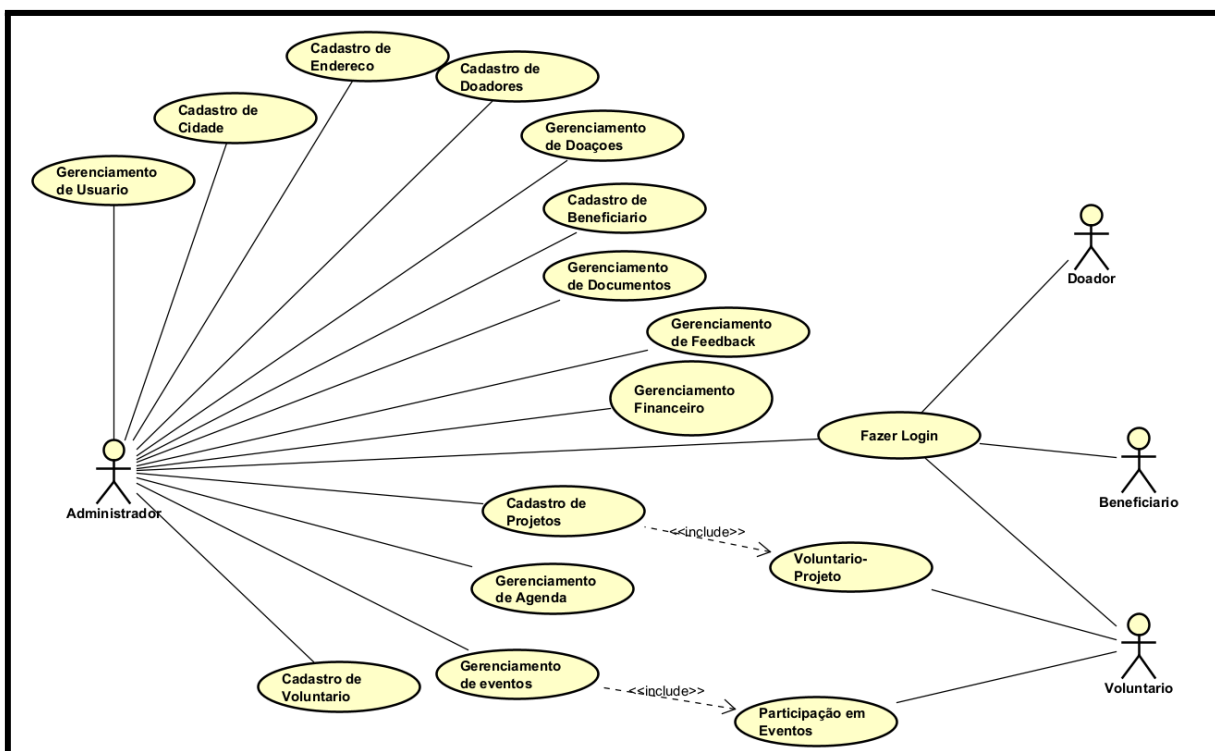 Cadastro de
Endereco
Cadastro de
Doadores
Cadastro de
Cidade
Gerenciamento
de Doaçoes
Gerenciamento
de Usuario
Cadastro de
Beneficiario
Gerenciamento
de Documentos
Doador
Gerenciamento
de Feedback
Gerenciamento
Financeiro
Fazer Login
Administrador
Beneficiario
Cadastro de
Projetos
<<include>>
Voluntario-
Projeto
Gerenciamento
de Agenda
Cadastro de
Voluntario
Gerenciamento
de eventos
<<include>>
Participação em
Eventos
Voluntario